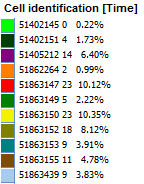 Cell identification [Time]
51402145 0 0.22%
51402151 4 1.73%
51405212 14 6.40%
51862264 2 0.99%
51863147 23 10.12%
51863149 5 2.22%
51863150 23 10.35%
51863152 18 8.12%
51863153 9 3.91%
51863155 11 4.78%
51863439 9 3.83%